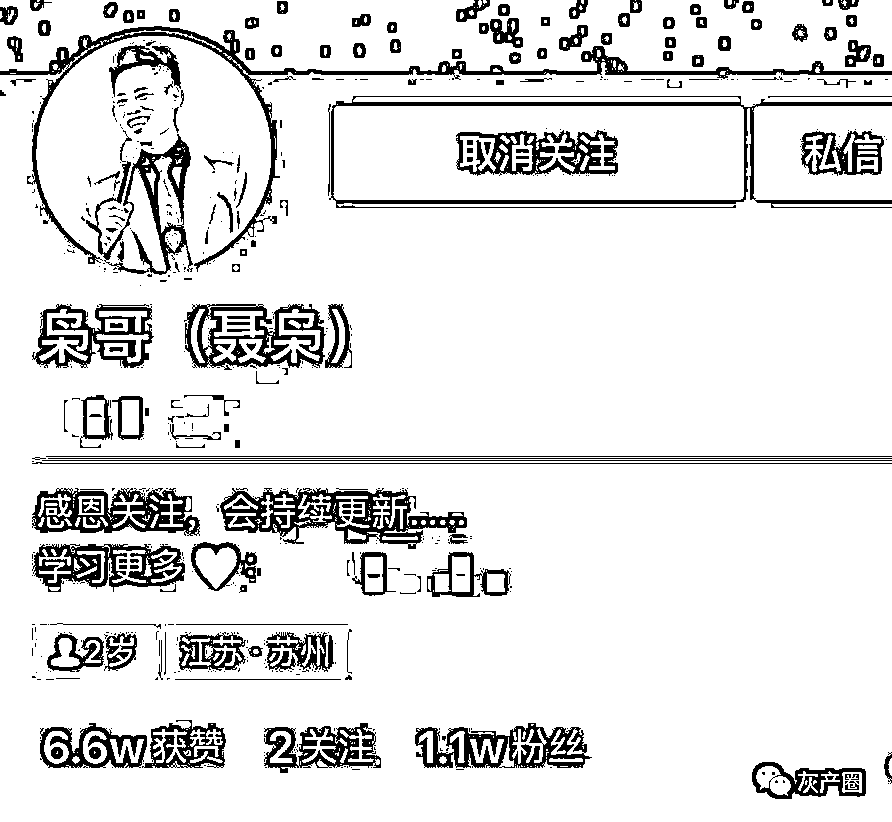 取消关注 私信
枭哥（聂枭）
感恩关注，会持续更新......
学习更多
2岁 江苏·苏州
6.6w获赞 2关注 1.1w粉丝
灰产圈